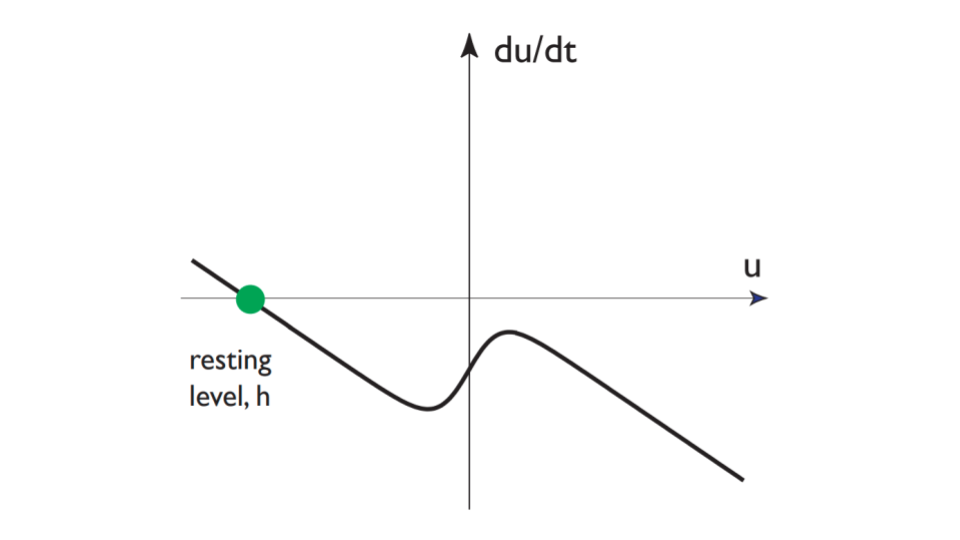 du/dt
u
resting
level, h